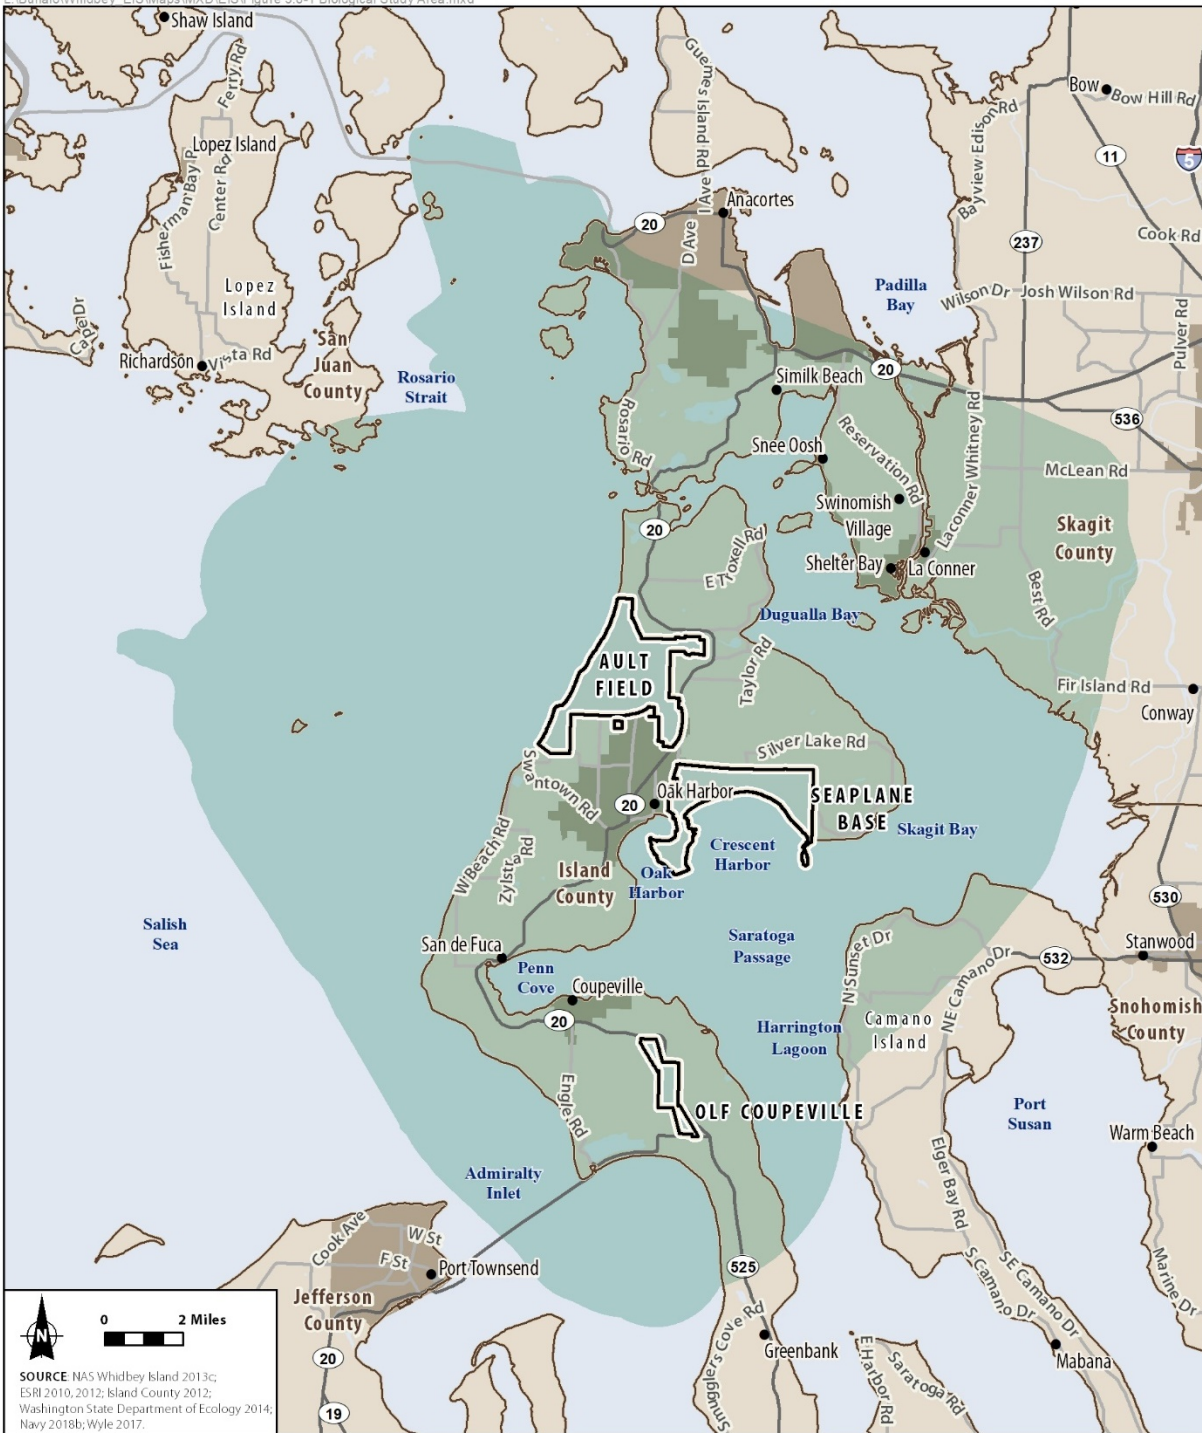 Shaw Island
Ferry Rd
Guemes Island Rd
Bow
Bow Hill Rd
Bayview Edison Rd
11
5
Lopez Island
Center Rd
Fisherman Bay
I Ave
Anacortes
20
D Ave
237
Cook Rd
Lopez
Island
Padilla
Bay
Wilson Dr
Josh Wilson Rd
Pulver Rd
Richardson
Vista Rd
San
Juan
County
Rosario
Strait
Similk Beach
20
536
Rosario Rd
Snee Oosh
Reservation Rd
Laconner Whitney Rd
McLean Rd
Swinomish
Village
Skagit
County
20
E Troxell Rd
Shelter Bay
La Conner
Best Rd
Dugualla Bay
AULT
FIELD
Taylor Rd
Fir Island Rd
Conway
Silver Lake Rd
Swantown Rd
Oak Harbor
20
SEAPLANE
BASE
Skagit Bay
W Beach Rd
Zylstra Rd
Crescent
Harbor
Island
County
Oak
Harbor
530
Salish
Sea
San de Fuca
Saratoga
Passage
N Sunset Dr
NE Camano Dr
532
Stanwood
Penn
Cove
Coupeville
20
Harrington
Lagoon
Camano
Island
Snohomish
County
Engle Rd
OLF COUPEVILLE
Port
Susan
Warm Beach
Admiralty
Inlet
Elger Bay Rd
Cook Ave
W St
F St
Port Townsend
525
S Camano Dr
SE Camano Dr
Marine Dr
Jefferson
County
Smugglers Cove Rd
Greenbank
E Harbor Rd
Saratoga Rd
Mabana
20
19
N
0 2 Miles
SOURCE: NAS Whidbey Island 2013c;
ESRI 2010, 2012; Island County 2012;
Washington State Department of Ecology 2014;
Navy 2018b; Wyle 2017.